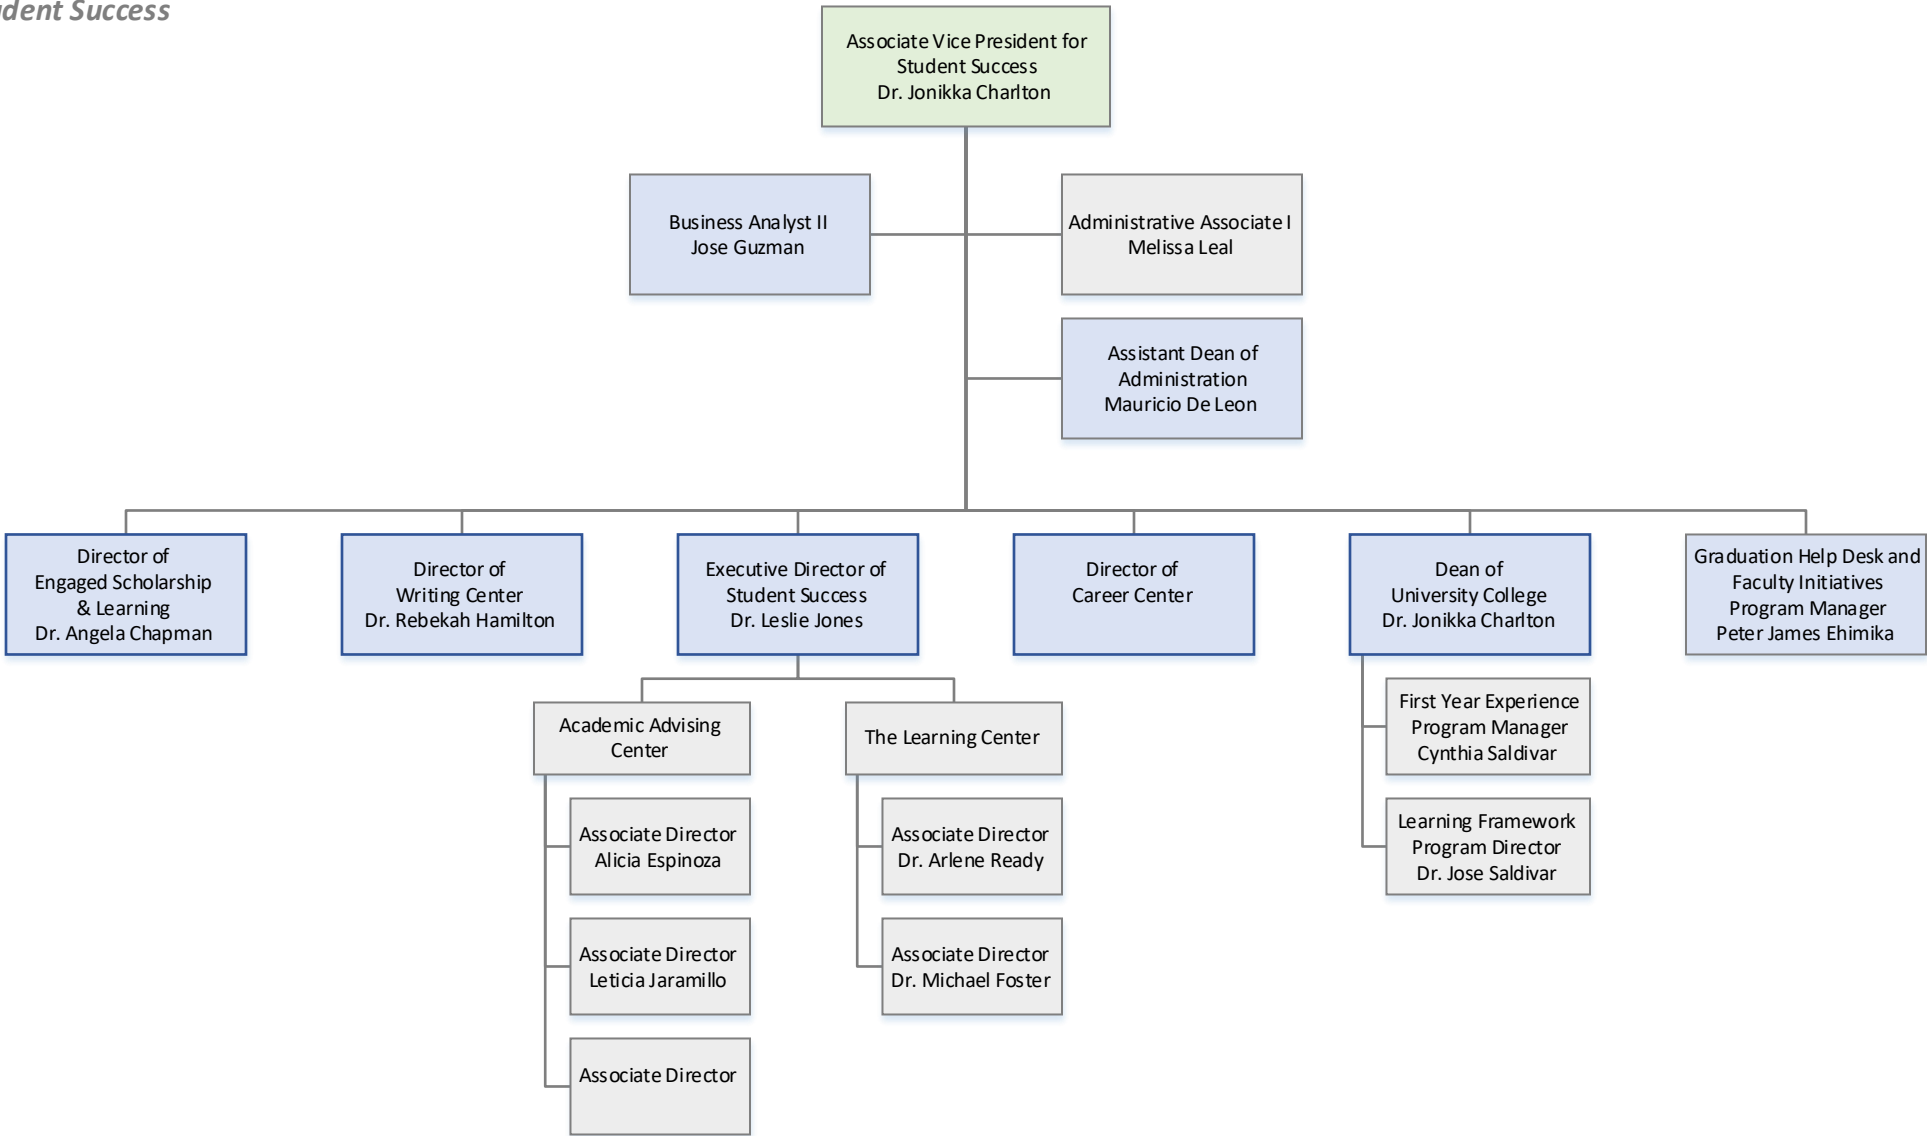 Student Success
Associate Vice President for
Student Success
Dr. Jonikka Charlton
Business Analyst II
Jose Guzman
Administrative Associate I
Melissa Leal
Assistant Dean of
Administration
Mauricio De Leon
Director of
Engaged Scholarship
& Learning
Dr. Angela Chapman
Director of
Writing Center
Dr. Rebekah Hamilton
Executive Director of
Student Success
Dr. Leslie Jones
Director of
Career Center
Dean of
University College
Dr. Jonikka Charlton
Graduation Help Desk and
Faculty Initiatives
Program Manager
Peter James Ehimika
Academic Advising
Center
Associate Director
Alicia Espinoza
Associate Director
Leticia Jaramillo
Associate Director
The Learning Center
Associate Director
Dr. Arlene Ready
Associate Director
Dr. Michael Foster
First Year Experience
Program Manager
Cynthia Saldivar
Learning Framework
Program Director
Dr. Jose Saldivar